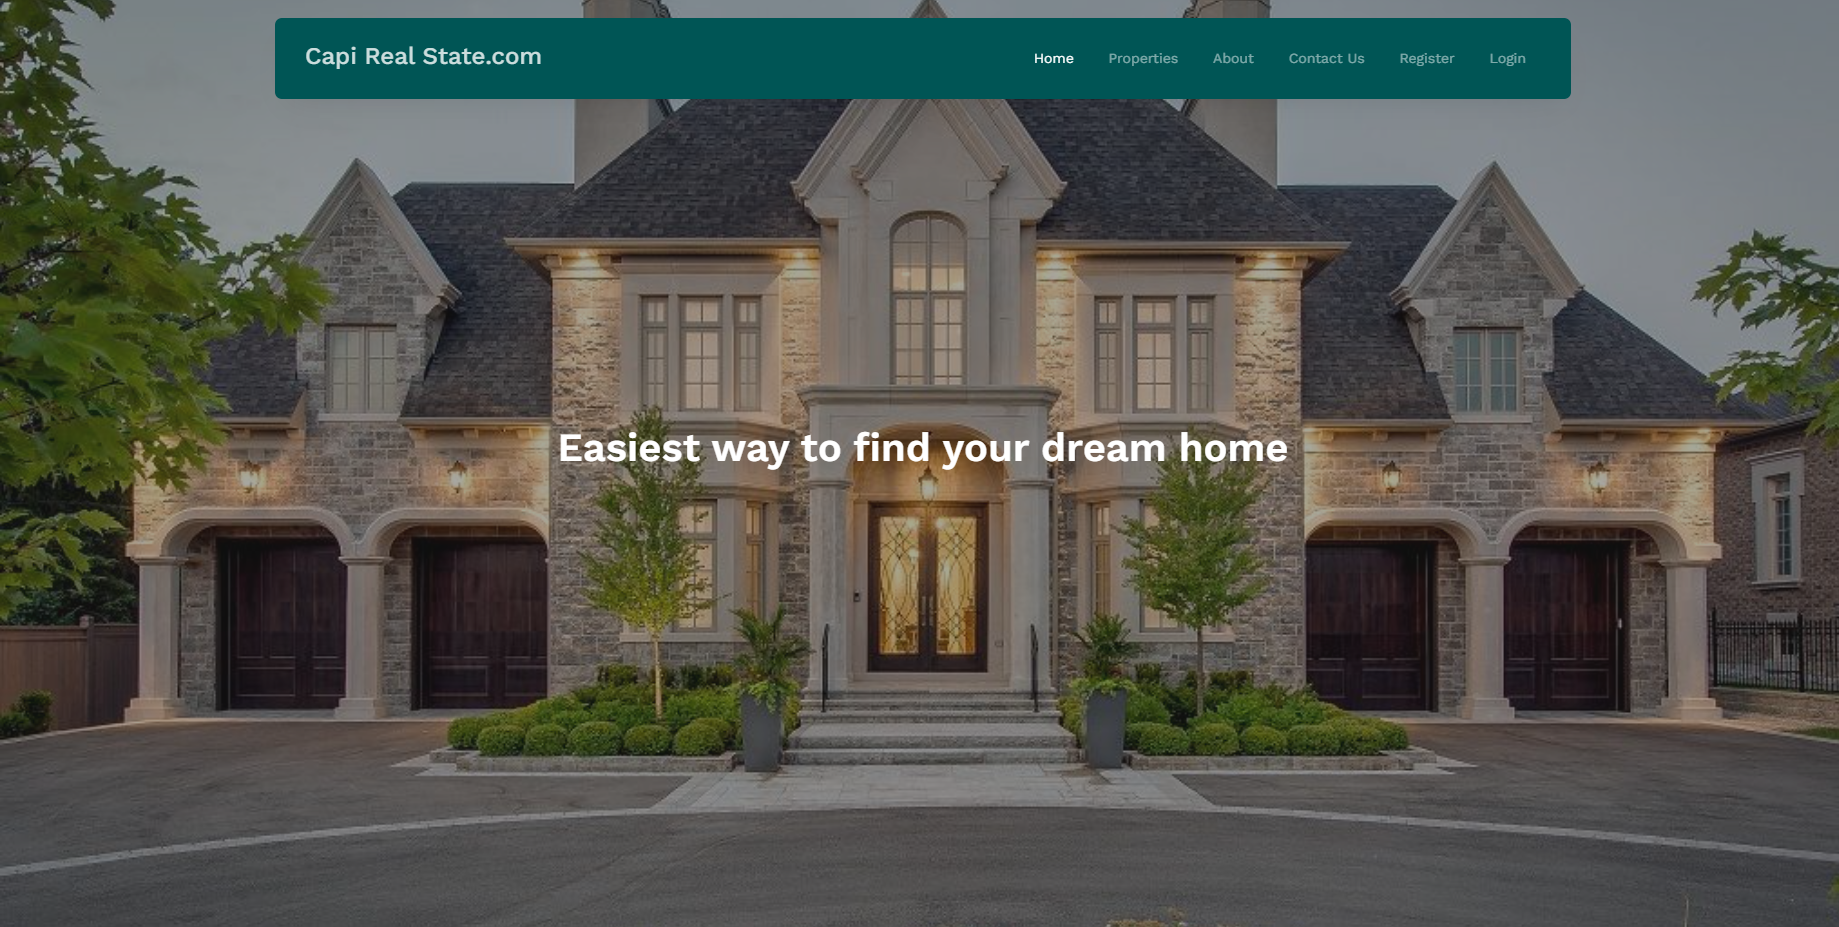 Capi Real State.com
Home
Properties
About
Contact Us
Register
Login
Easiest way to find your dream home